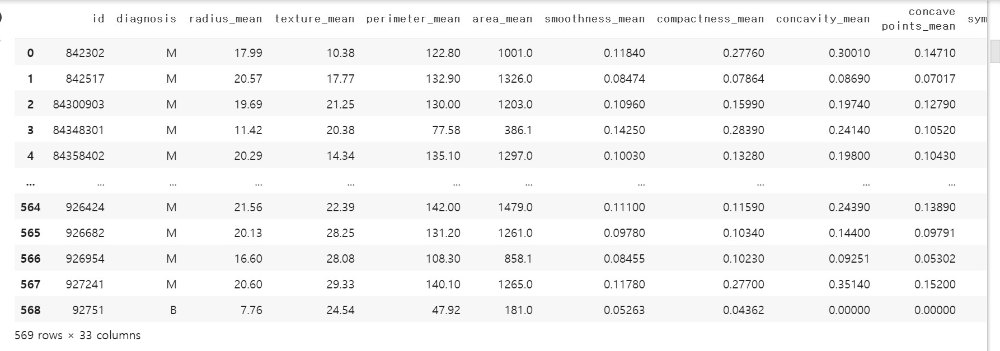 id diagnosis radius_mean texture_mean perimeter_mean area_mean smoothness_mean compactness_mean concavity_mean concave points_mean sym
0 842302 M 17.99 10.38 122.80 1001.0 0.11840 0.27760 0.30010 0.14710
1 842517 M 20.57 17.77 132.90 1326.0 0.08474 0.07864 0.08690 0.07017
2 84300903 M 19.69 21.25 130.00 1203.0 0.10960 0.15990 0.19740 0.12790
3 84348301 M 11.42 20.38 77.58 386.1 0.14250 0.28390 0.24140 0.10520
4 84358402 M 20.29 14.34 135.10 1297.0 0.10030 0.13280 0.19800 0.10430
... ... ... ... ... ... ... ... ... ... ...
564 926424 M 21.56 22.39 142.00 1479.0 0.11100 0.11590 0.24390 0.13890
565 926682 M 20.13 28.25 131.20 1261.0 0.09780 0.10340 0.14400 0.09791
566 926954 M 16.60 28.08 108.30 858.1 0.08455 0.10230 0.09251 0.05302
567 927241 M 20.60 29.33 140.10 1265.0 0.11780 0.27700 0.35140 0.15200
568 92751 B 7.76 24.54 47.92 181.0 0.05263 0.04362 0.00000 0.00000
569 rows × 33 columns